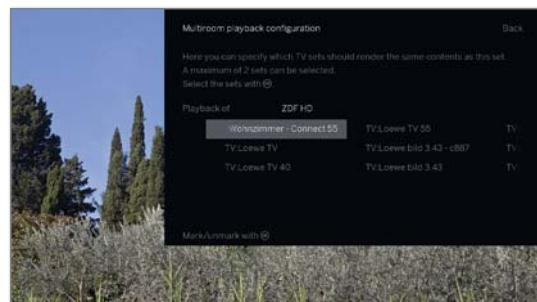 Multiroom playback configuration Back
Here you can specify which TV sets should render the same contents as this set.
A maximum of 2 sets can be selected.
Select the sets with OK.
Playback of ZDF HD
Wohnzimmer - Connect 55 TV:Loewe TV 55 TV:
TV:Loewe TV TV:Loewe bild 3.43 - c887 TV:
TV:Loewe TV 40 TV:Loewe bild 3.43 TV:
Mark/unmark with OK